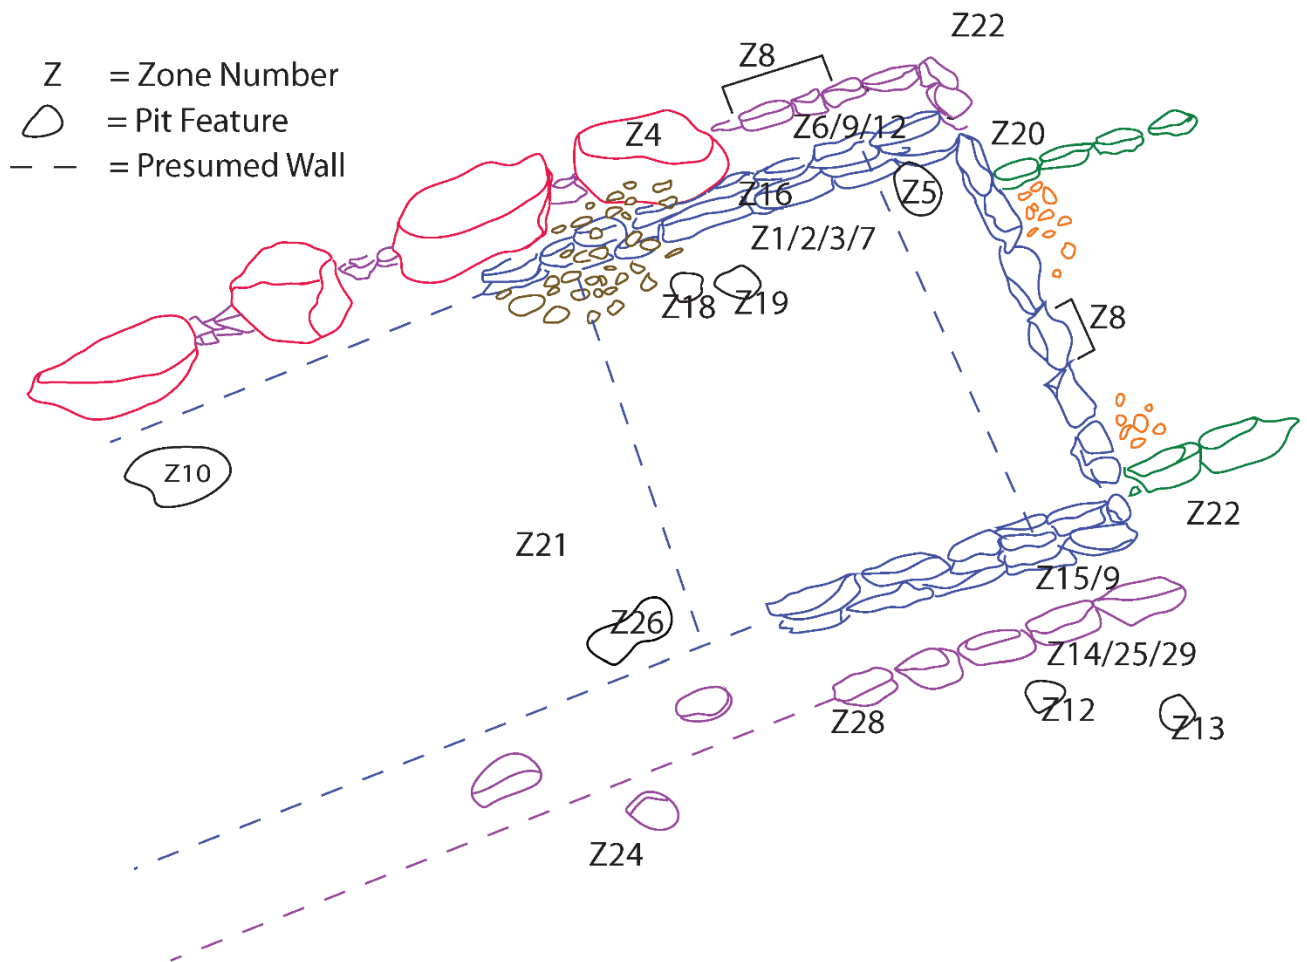 Z = Zone Number
= Pit Feature
= Presumed Wall
Z22
Z8
Z4
Z6/9/12
Z20
Z16
Z5
Z1/2/3/7
Z18
Z19
Z8
Z10
Z22
Z21
Z15/9
Z26
Z14/25/29
Z28
Z12
Z13
Z24